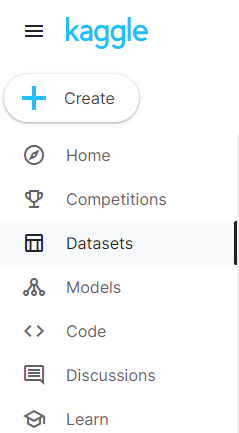 kaggle
Create
Home
Competitions
Datasets
Models
Code
Discussions
Learn